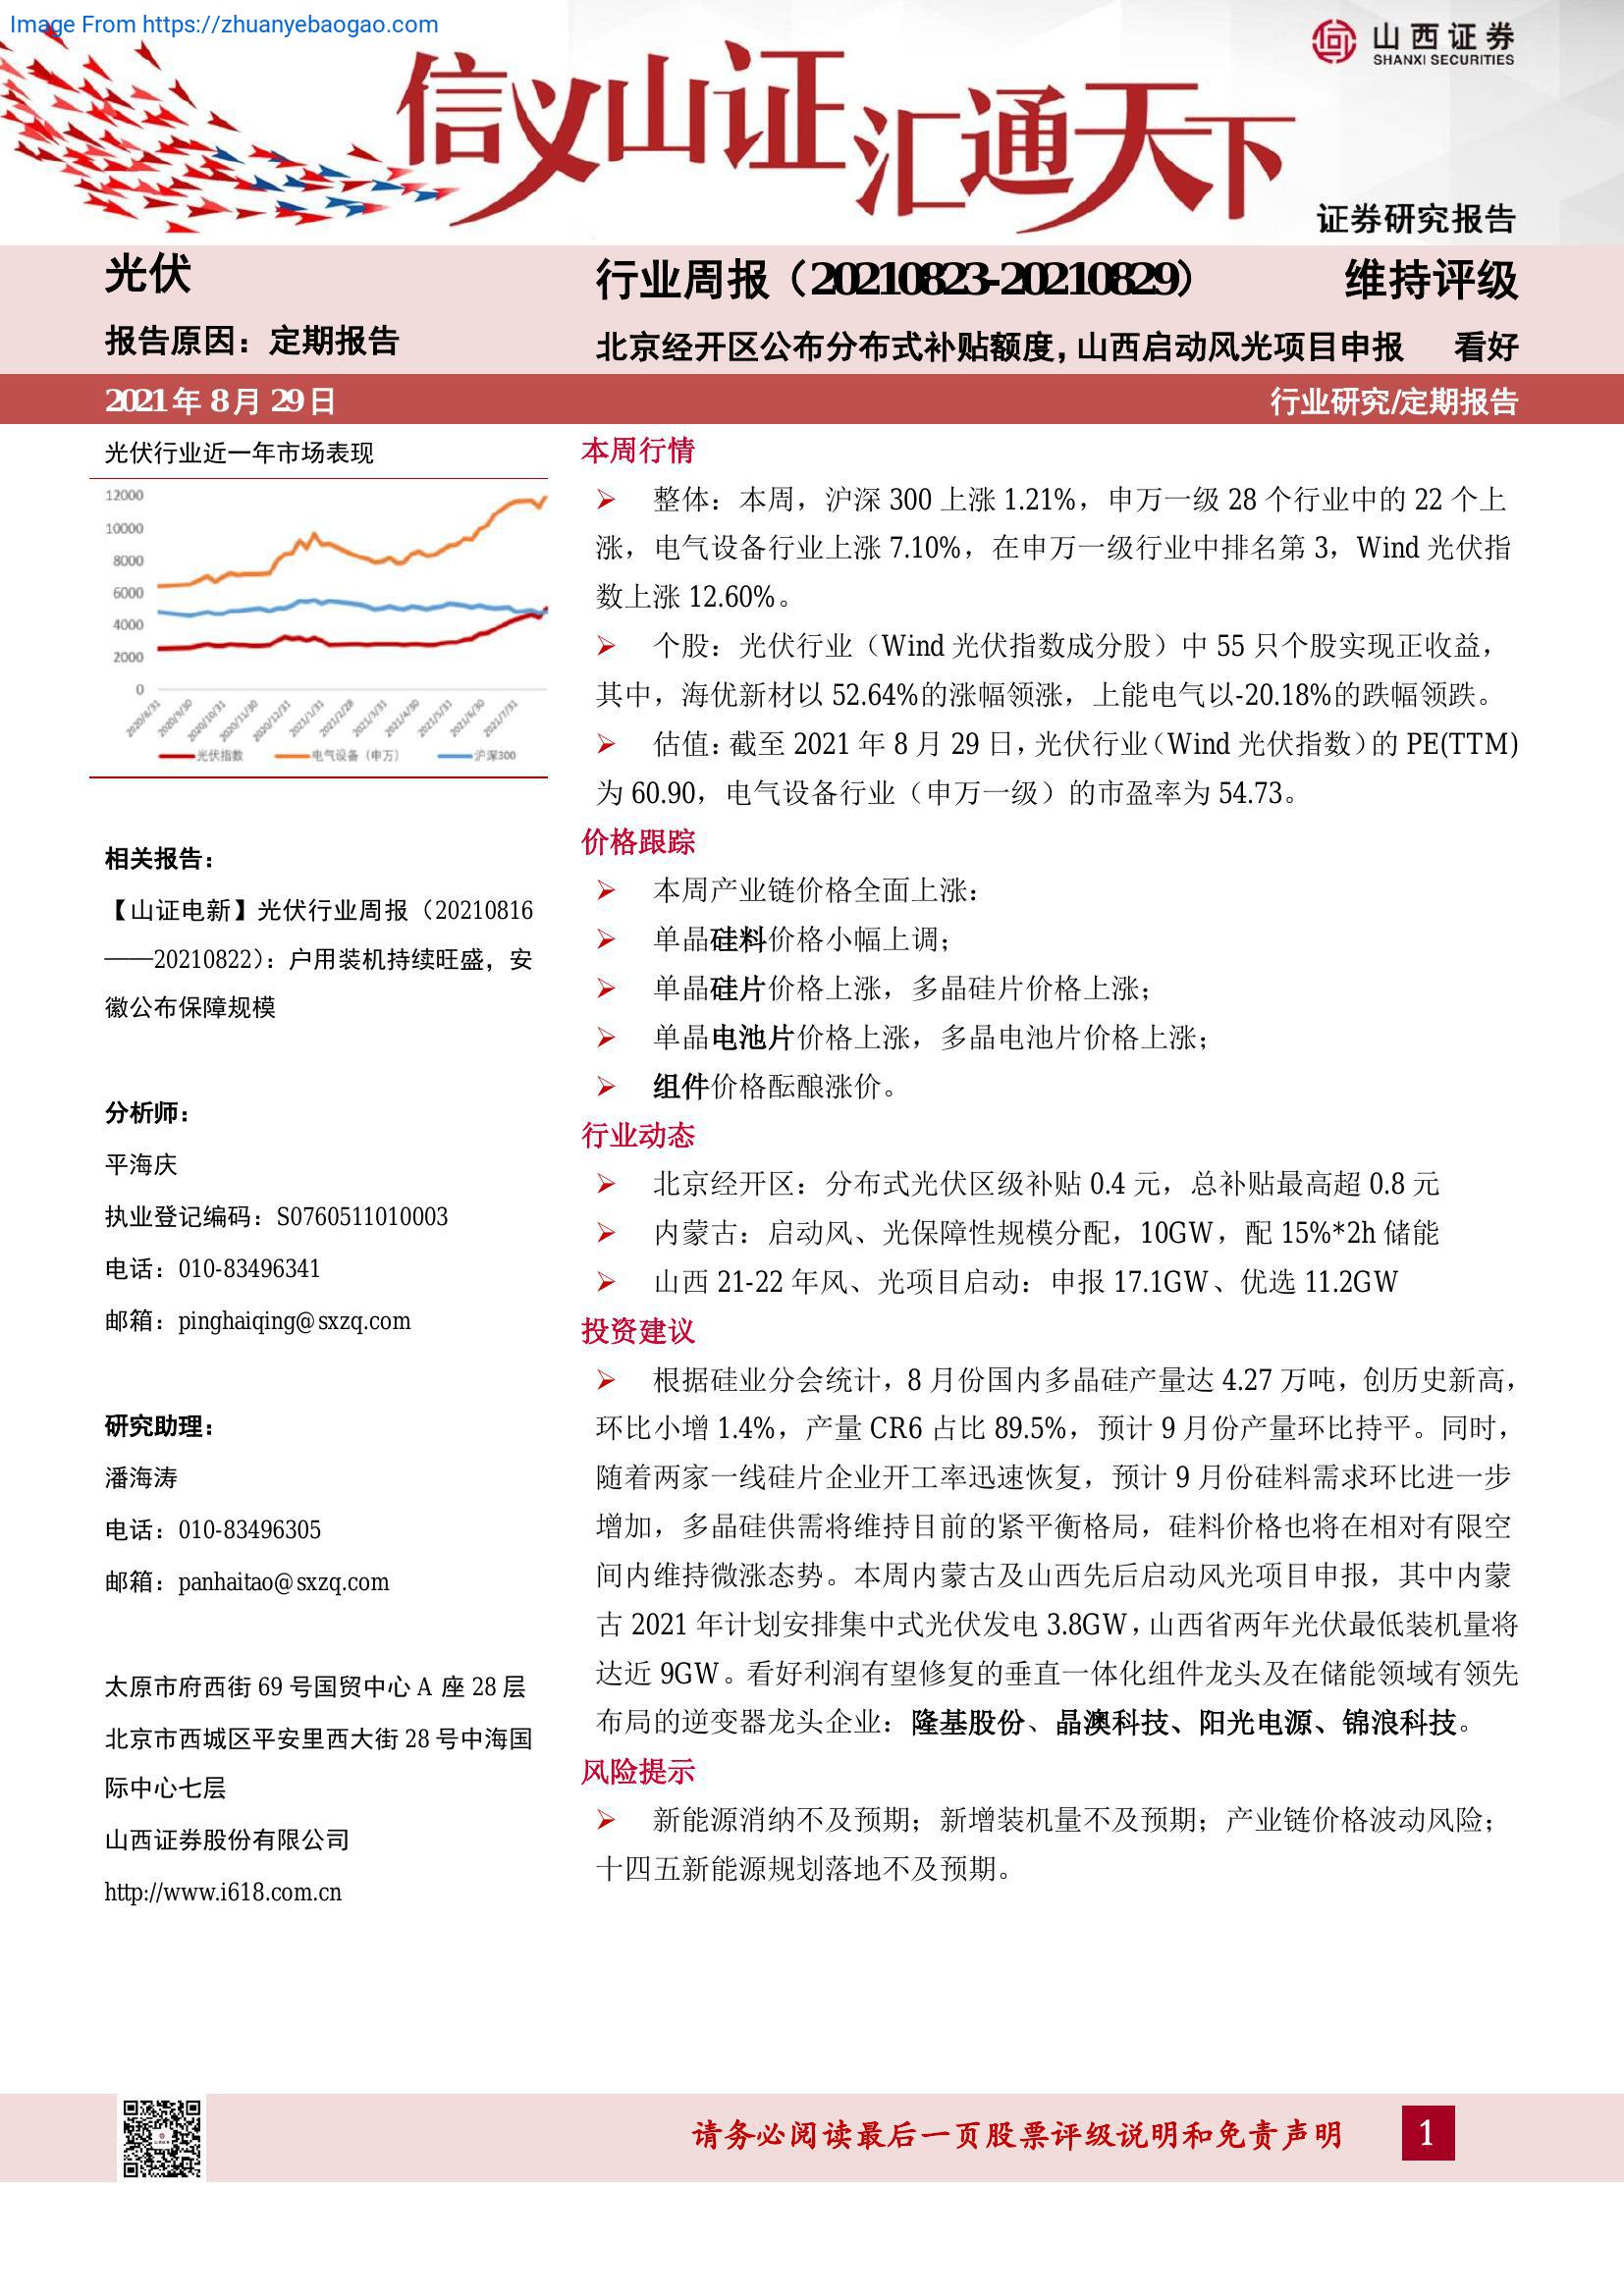 Image From https://zhuanyebaogao.com
山西证券
SHANXI SECURITIES
信义山证汇通天下
证券研究报告
光伏
行业周报（20210823-20210829） 维持评级
报告原因：定期报告
北京经开区公布分布式补贴额度，山西启动风光项目申报 看好
2021 年 8 月 29 日
行业研究/定期报告
光伏行业近一年市场表现
12000
10000
8000
6000
4000
2000
0
2020/8/31
2020/9/30
2020/10/31
2020/11/30
2020/12/31
2021/1/31
2021/2/28
2021/3/31
2021/4/30
2021/5/31
2021/6/30
2021/7/31
光伏指数 电气设备（申万） 沪深300
相关报告：
【山证电新】光伏行业周报（20210816
——20210822）：户用装机持续旺盛，安
徽公布保障规模
分析师：
平海庆
执业登记编码：S0760511010003
电话：010-83496341
邮箱：pinghaiqing@sxzq.com
研究助理：
潘海涛
电话：010-83496305
邮箱：panhaitao@sxzq.com
太原市府西街 69 号国贸中心 A 座 28 层
北京市西城区平安里西大街 28 号中海国
际中心七层
山西证券股份有限公司
http://www.i618.com.cn
本周行情
整体：本周，沪深 300 上涨 1.21%，申万一级 28 个行业中的 22 个上
涨，电气设备行业上涨 7.10%，在申万一级行业中排名第 3，Wind 光伏指
数上涨 12.60%。
个股：光伏行业（Wind 光伏指数成分股）中 55 只个股实现正收益，
其中，海优新材以 52.64%的涨幅领涨，上能电气以-20.18%的跌幅领跌。
估值：截至 2021 年 8 月 29 日，光伏行业（Wind 光伏指数）的 PE(TTM)
为 60.90，电气设备行业（申万一级）的市盈率为 54.73。
价格跟踪
本周产业链价格全面上涨：
单晶硅料价格小幅上调；
单晶硅片价格上涨，多晶硅片价格上涨；
单晶电池片价格上涨，多晶电池片价格上涨；
组件价格酝酿涨价。
行业动态
北京经开区：分布式光伏区级补贴 0.4 元，总补贴最高超 0.8 元
内蒙古：启动风、光保障性规模分配，10GW，配 15%*2h 储能
山西 21-22 年风、光项目启动：申报 17.1GW、优选 11.2GW
投资建议
根据硅业分会统计，8 月份国内多晶硅产量达 4.27 万吨，创历史新高，
环比小增 1.4%，产量 CR6 占比 89.5%，预计 9 月份产量环比持平。同时，
随着两家一线硅片企业开工率迅速恢复，预计 9 月份硅料需求环比进一步
增加，多晶硅供需将维持目前的紧平衡格局，硅料价格也将在相对有限空
间内维持微涨态势。本周内蒙古及山西先后启动风光项目申报，其中内蒙
古 2021 年计划安排集中式光伏发电 3.8GW，山西省两年光伏最低装机量将
达近 9GW。看好利润有望修复的垂直一体化组件龙头及在储能领域有领先
布局的逆变器龙头企业：隆基股份、晶澳科技、阳光电源、锦浪科技。
风险提示
新能源消纳不及预期；新增装机量不及预期；产业链价格波动风险；
十四五新能源规划落地不及预期。
请务必阅读最后一页股票评级说明和免责声明 1